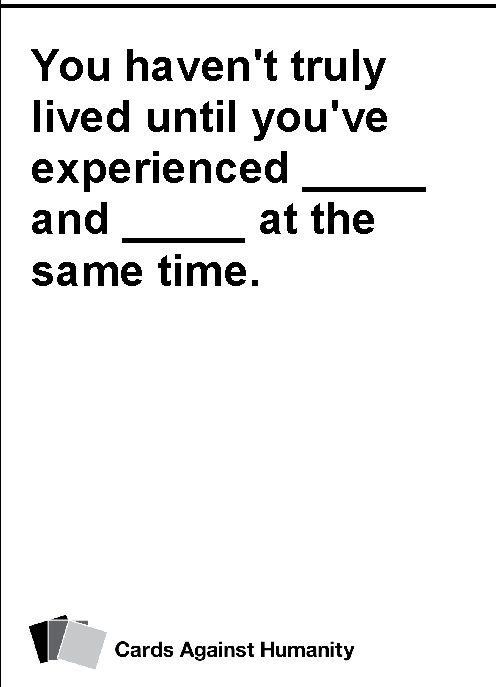 You haven't truly
lived until you've
experienced _____
and _____ at the
same time.
Cards Against Humanity